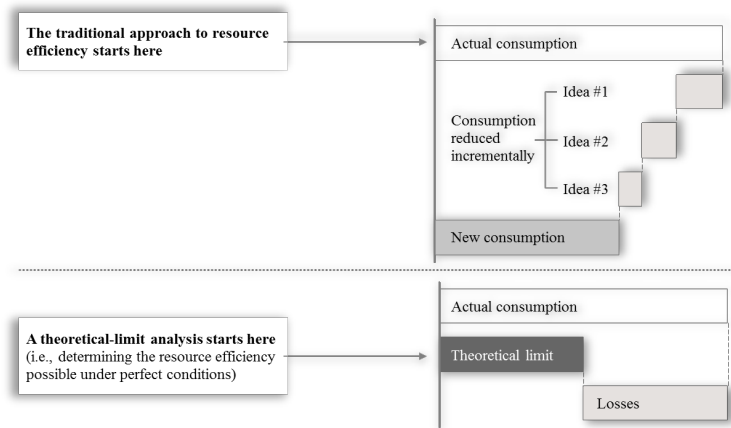 The traditional approach to resource
efficiency starts here
Actual consumption
Idea #1
Consumption
reduced
incrementally
Idea #2
Idea #3
New consumption
Actual consumption
A theoretical-limit analysis starts here
(i.e., determining the resource efficiency
possible under perfect conditions)
Theoretical limit
Losses